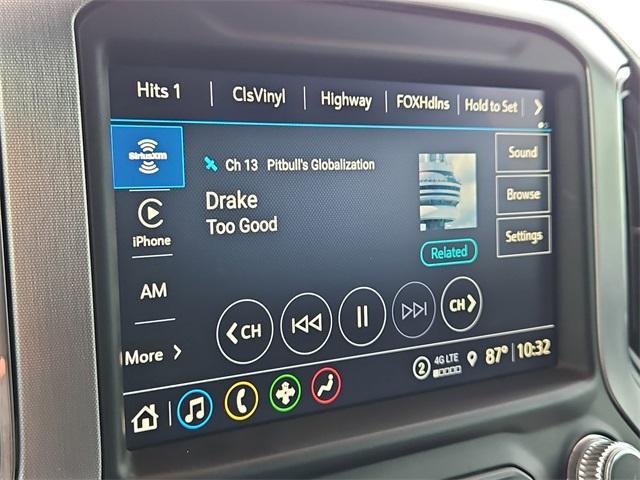 Hits 1 ClsVinyl Highway FOXHdlns Hold to Set
SiriusXM
Ch 13 Pitbull's Globalization
Sound
Drake
Browse
Too Good
iPhone
Settings
Related
AM
CH
CH
More
2 4G LTE 87° 10:32